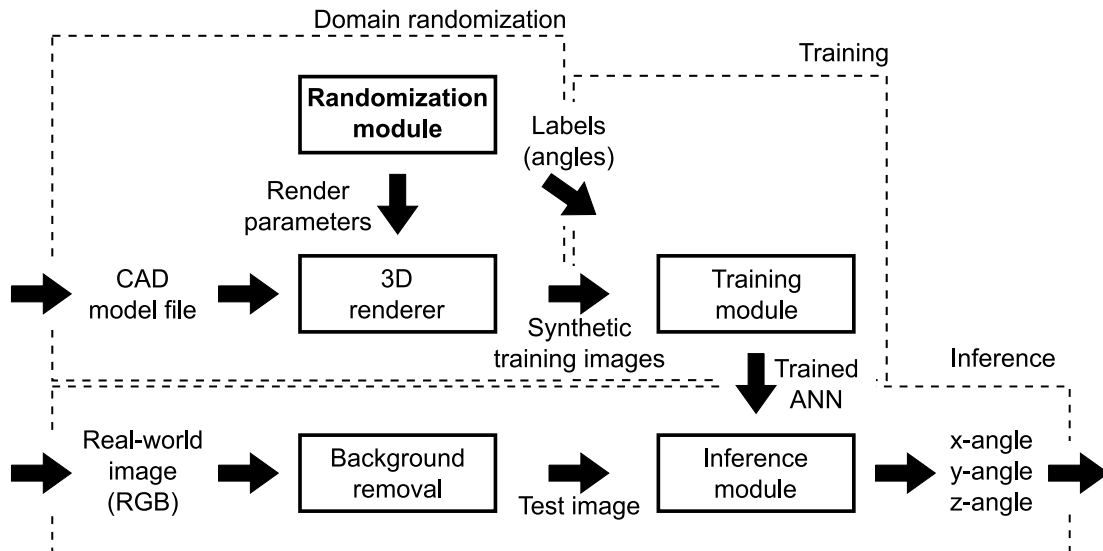 Domain randomization
Training
Randomization
module
Labels
(angles)
Render
parameters
CAD
model file
3D
renderer
Training
module
Synthetic
training images
Trained
ANN
Inference
Real-world
image
(RGB)
Background
removal
Test image
Inference
module
x-angle
y-angle
z-angle